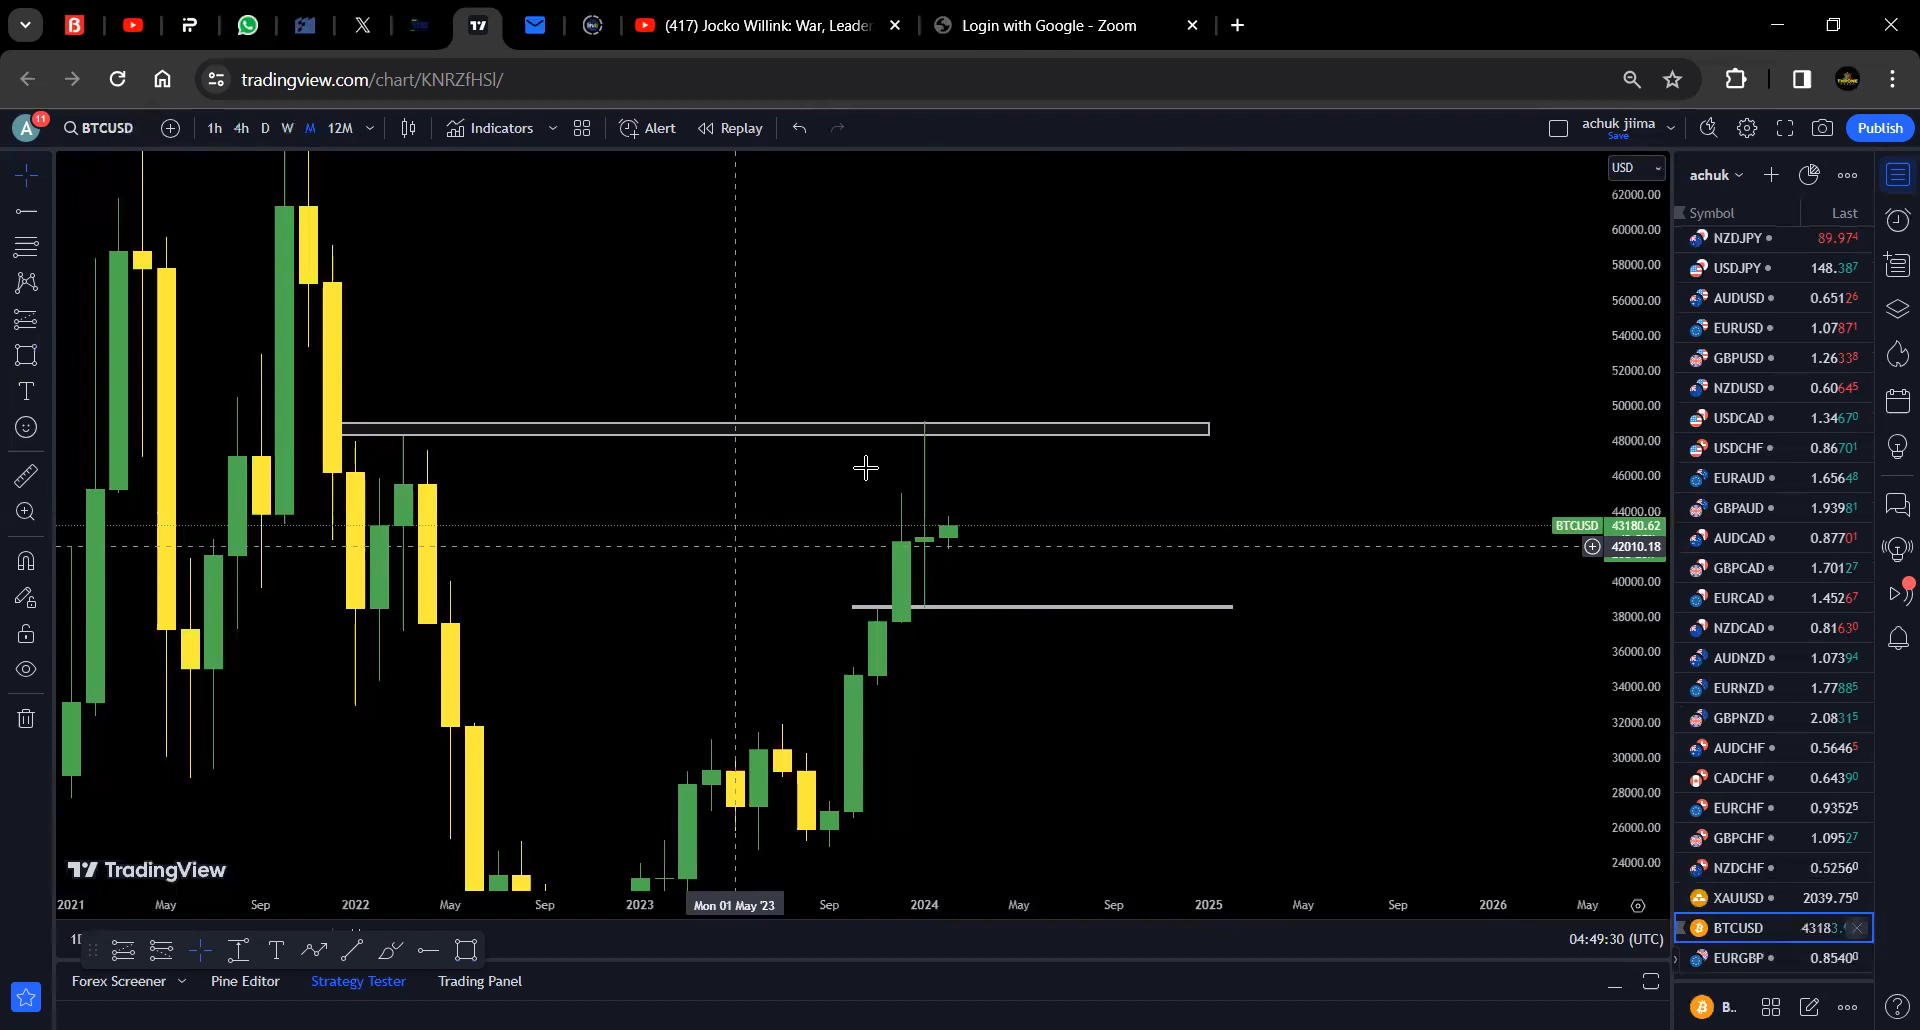 (417) Jocko Willink: War, Leader
Login with Google - Zoom
tradingview.com/chart/KNRZfHSl/
A
11
BTCUSD
1h
4h
D
W
M
12M
Indicators
Alert
Replay
achuk jiima
Save
Publish
USD
62000.00
60000.00
58000.00
56000.00
54000.00
52000.00
50000.00
48000.00
46000.00
44000.00
BTCUSD
43180.62
42010.18
40000.00
38000.00
36000.00
34000.00
32000.00
30000.00
28000.00
26000.00
24000.00
TradingView
2021
May
Sep
2022
May
Sep
2023
Mon 01 May '23
Sep
2024
May
Sep
2025
May
Sep
2026
May
04:49:30 (UTC)
Forex Screener
Pine Editor
Strategy Tester
Trading Panel
achuk
Symbol
Last
NZDJPY 89.974
USDJPY 148.387
AUDUSD 0.65126
EURUSD 1.07871
GBPUSD 1.26338
NZDUSD 0.60645
USDCAD 1.34670
USDCHF 0.86701
EURAUD 1.65648
GBPAUD 1.93981
AUDCAD 0.87701
GBPCAD 1.70127
EURCAD 1.45267
NZDCAD 0.81630
AUDNZD 1.07394
EURNZD 1.77885
GBPNZD 2.08315
AUDCHF 0.56465
CADCHF 0.64390
EURCHF 0.93525
GBPCHF 1.09527
NZDCHF 0.52560
XAUUSD 2039.750
BTCUSD 43183.
EURGBP 0.85400
B..